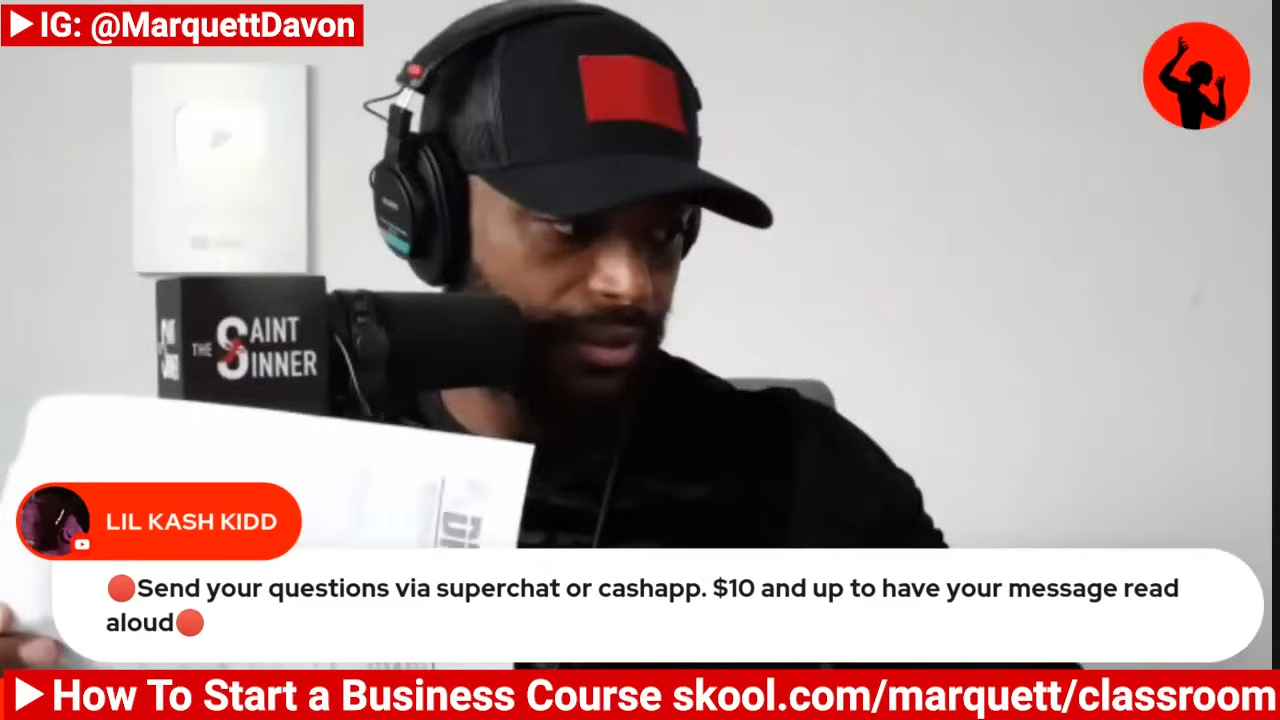 ▶ IG: @MarquettDavon
THE SAINT
SINNER
LIL KASH KIDD
🔴Send your questions via superchat or cashapp. $10 and up to have your message read
aloud🔴
▶How To Start a Business Course skool.com/marquett/classroom